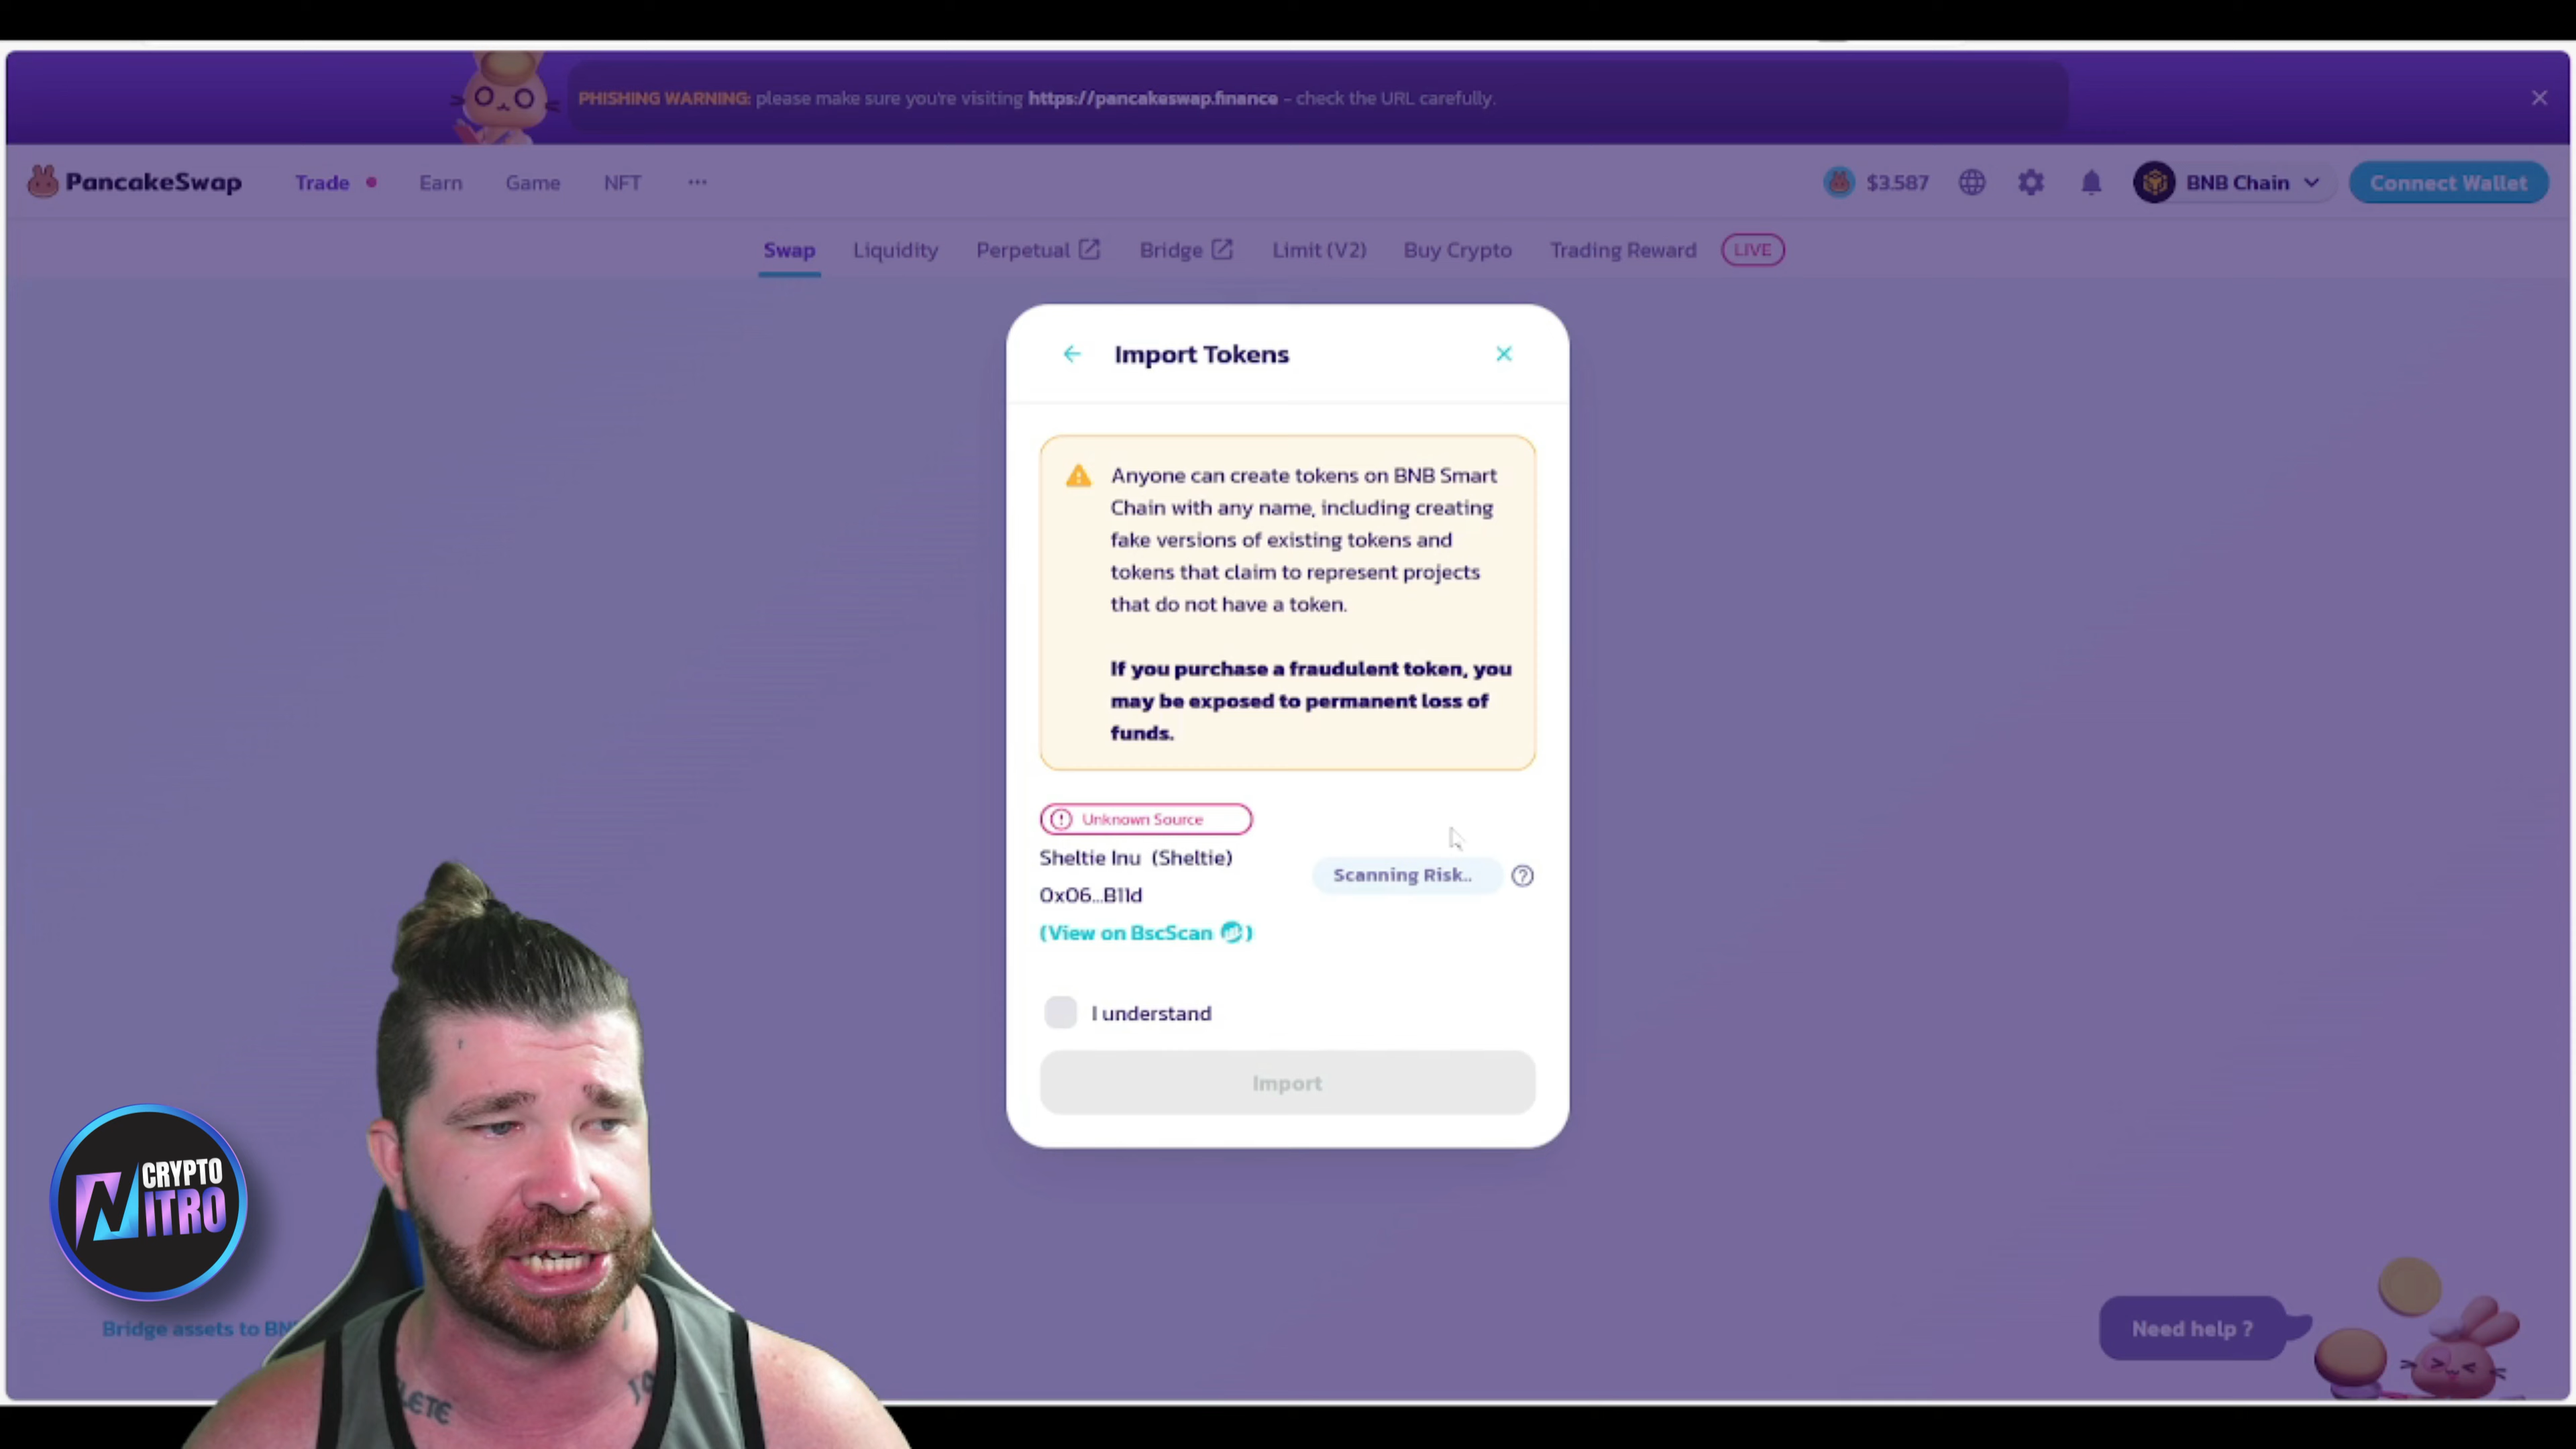 PHISHING WARNING: please make sure you're visiting https://pancakeswap.finance - check the URL carefully.
PancakeSwap Trade Earn Game NFT ... $3.587 BNB Chain Connect Wallet
Swap Liquidity Perpetual Bridge Limit (V2) Buy Crypto Trading Reward LIVE
Import Tokens
Anyone can create tokens on BNB Smart
Chain with any name, including creating
fake versions of existing tokens and
tokens that claim to represent projects
that do not have a token.
If you purchase a fraudulent token, you
may be exposed to permanent loss of
funds.
Unknown Source
Sheltie Inu (Sheltie)
0x06...B11d
Scanning Risk..
(View on BscScan )
I understand
Import
CRYPTO
NITRO
Bridge assets to
Need help ?